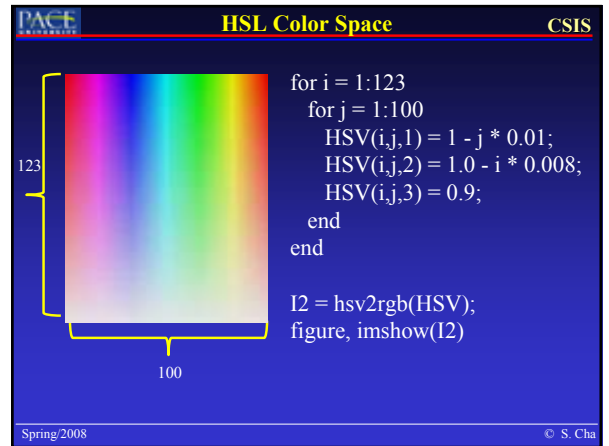 PACE
UNIVERSITY
HSL Color Space
CSIS
123
100
for i = 1:123
for j = 1:100
HSV(i,j,1) = 1 - j * 0.01;
HSV(i,j,2) = 1.0 - i * 0.008;
HSV(i,j,3) = 0.9;
end
end
I2 = hsv2rgb(HSV);
figure, imshow(I2)
Spring/2008
© S. Cha